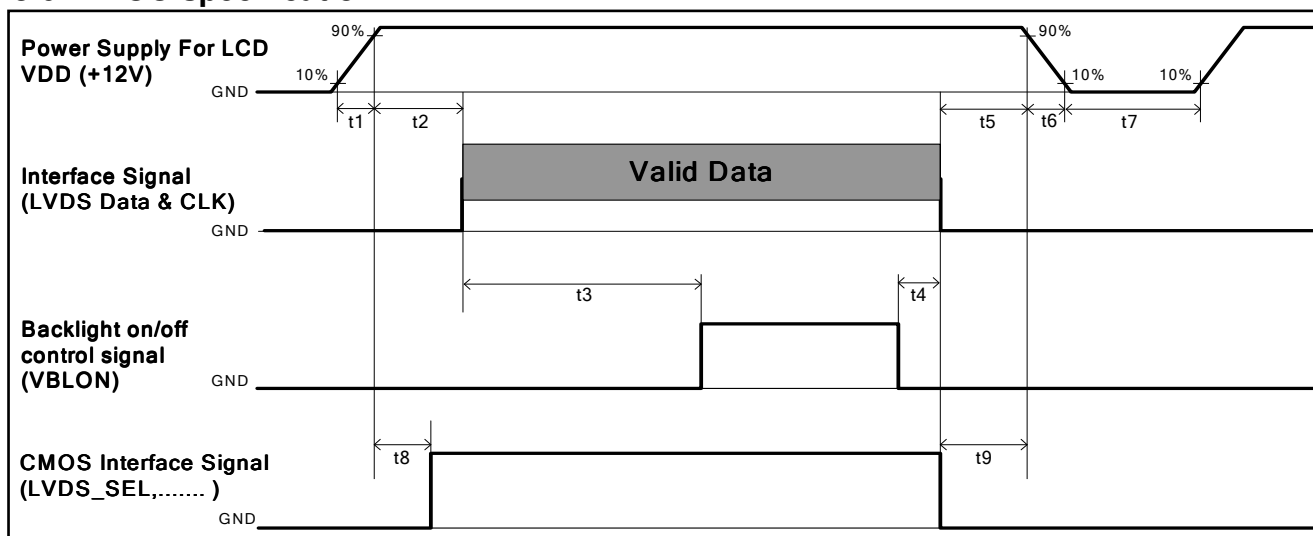 90%
90%
Power Supply For LCD
VDD (+12V)
10%
10%
10%
GND
t1
t2
t5
t6
t7
Valid Data
Interface Signal
(LVDS Data & CLK)
GND
t3
t4
Backlight on/off
control signal
(VBLON)
GND
t8
t9
CMOS Interface Signal
(LVDS_SEL,....... )
GND